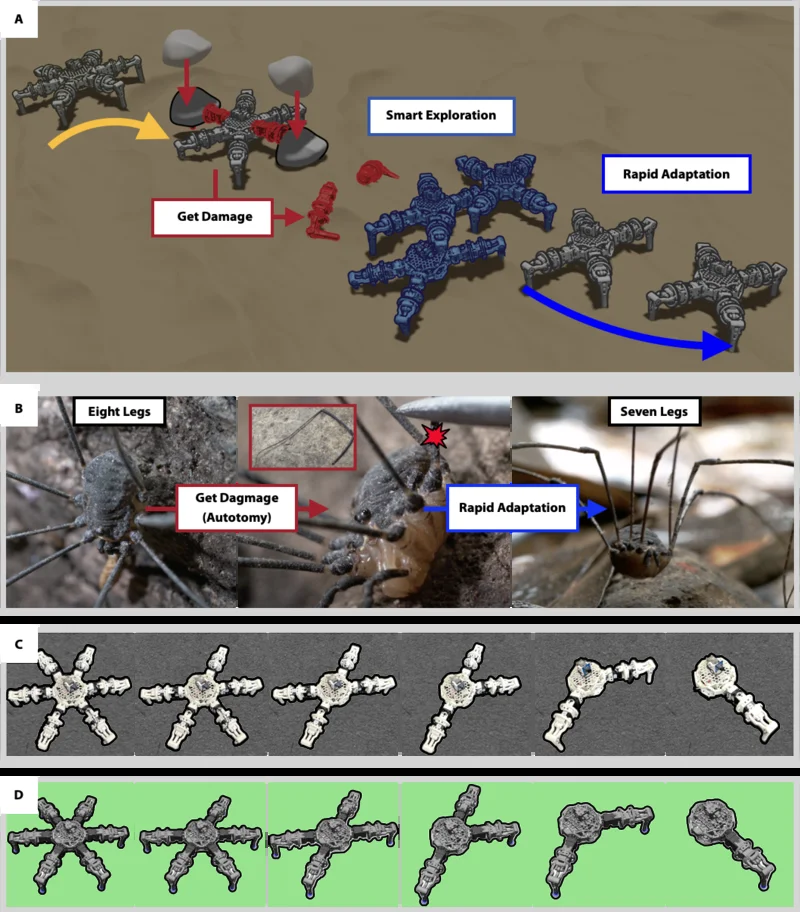 A
Smart Exploration
Rapid Adaptation
Get Damage
B
Eight Legs
Seven Legs
Get Dagmage
(Autotomy)
Rapid Adaptation
C
D